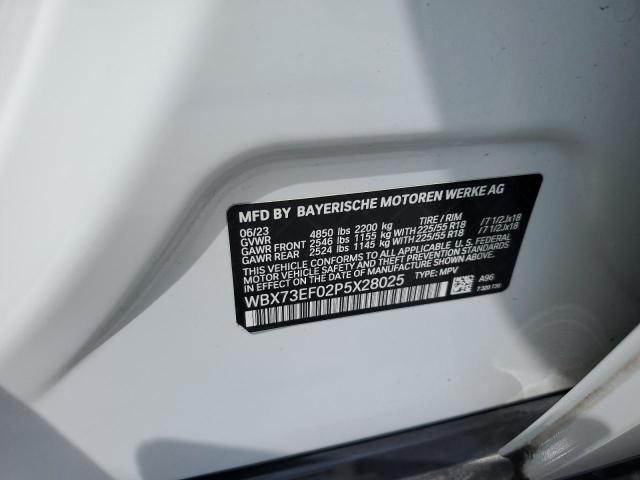 MFD BY BAYERISCHE MOTOREN WERKE AG
06/23 TIRE / RIM
GVWR 4850 lbs 2200 kg
GAWR FRONT 2546 lbs 1155 kg WITH 225/55 R18 /7 1/2Jx18
GAWR REAR 2524 lbs 1145 kg WITH 225/55 R18 /7 1/2Jx18
THIS VEHICLE CONFORMS TO ALL APPLICABLE U.S. FEDERAL
MOTOR VEHICLE SAFETY, BUMPER, AND THEFT PREVENTION STANDARDS
IN EFFECT ON THE DATE OF MANUFACTURE SHOWN ABOVE.
WBX73EF02P5X28025 TYPE: MPV
A96